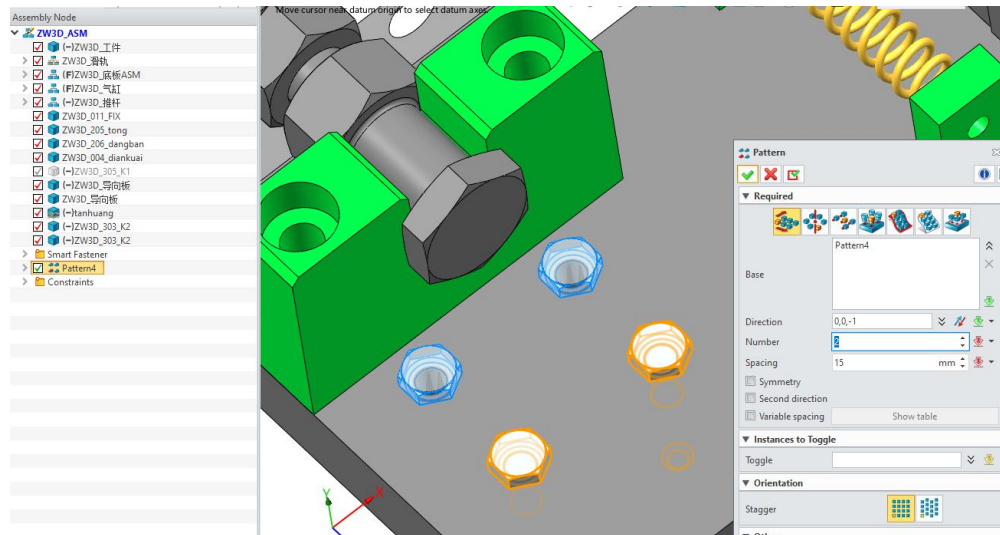 Assembly Node
ZW3D_ASM
(-)ZW3D_工件
ZW3D_滑轨
(F)ZW3D_底板ASM
(F)ZW3D_气缸
(-)ZW3D_推杆
ZW3D_011_FIX
ZW3D_205_tong
ZW3D_206_dangban
ZW3D_004_diankuai
(-)ZW3D_305_K1
(-)ZW3D_导向板
ZW3D_导向板
(-)tanhuang
(-)ZW3D_303_K2
(-)ZW3D_303_K2
Smart Fastener
Pattern4
Constraints
Move cursor near datum origin to select datum axes.
Y
X
Pattern
Required
Base
Pattern4
Direction
0,0,-1
Number
2
Spacing
15
mm
Symmetry
Second direction
Variable spacing
Show table
Instances to Toggle
Toggle
Orientation
Stagger